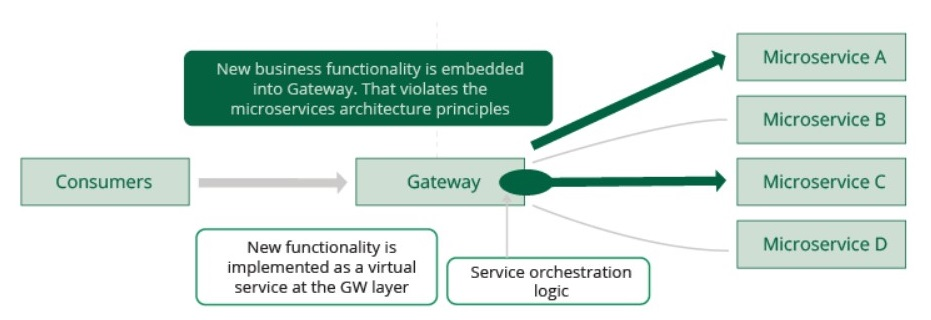 New business functionality is embedded
into Gateway. That violates the
microservices architecture principles
Microservice A
Microservice B
Consumers
Gateway
Microservice C
Microservice D
New functionality is
implemented as a virtual
service at the GW layer
Service orchestration
logic